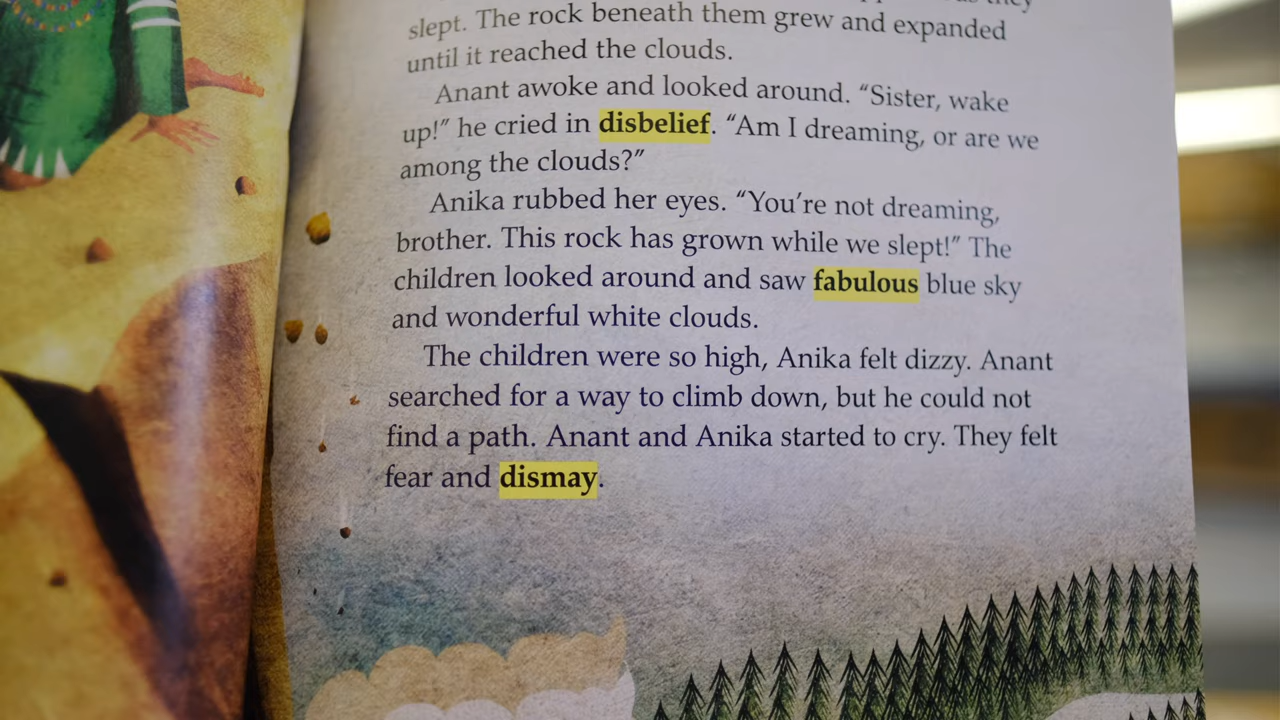 they
slept. The rock beneath them grew and expanded
until it reached the clouds.
Anant awoke and looked around. “Sister, wake
up!” he cried in disbelief. “Am I dreaming, or are we
among the clouds?”
Anika rubbed her eyes. “You’re not dreaming,
brother. This rock has grown while we slept!” The
children looked around and saw fabulous blue sky
and wonderful white clouds.
The children were so high, Anika felt dizzy. Anant
searched for a way to climb down, but he could not
find a path. Anant and Anika started to cry. They felt
fear and dismay.